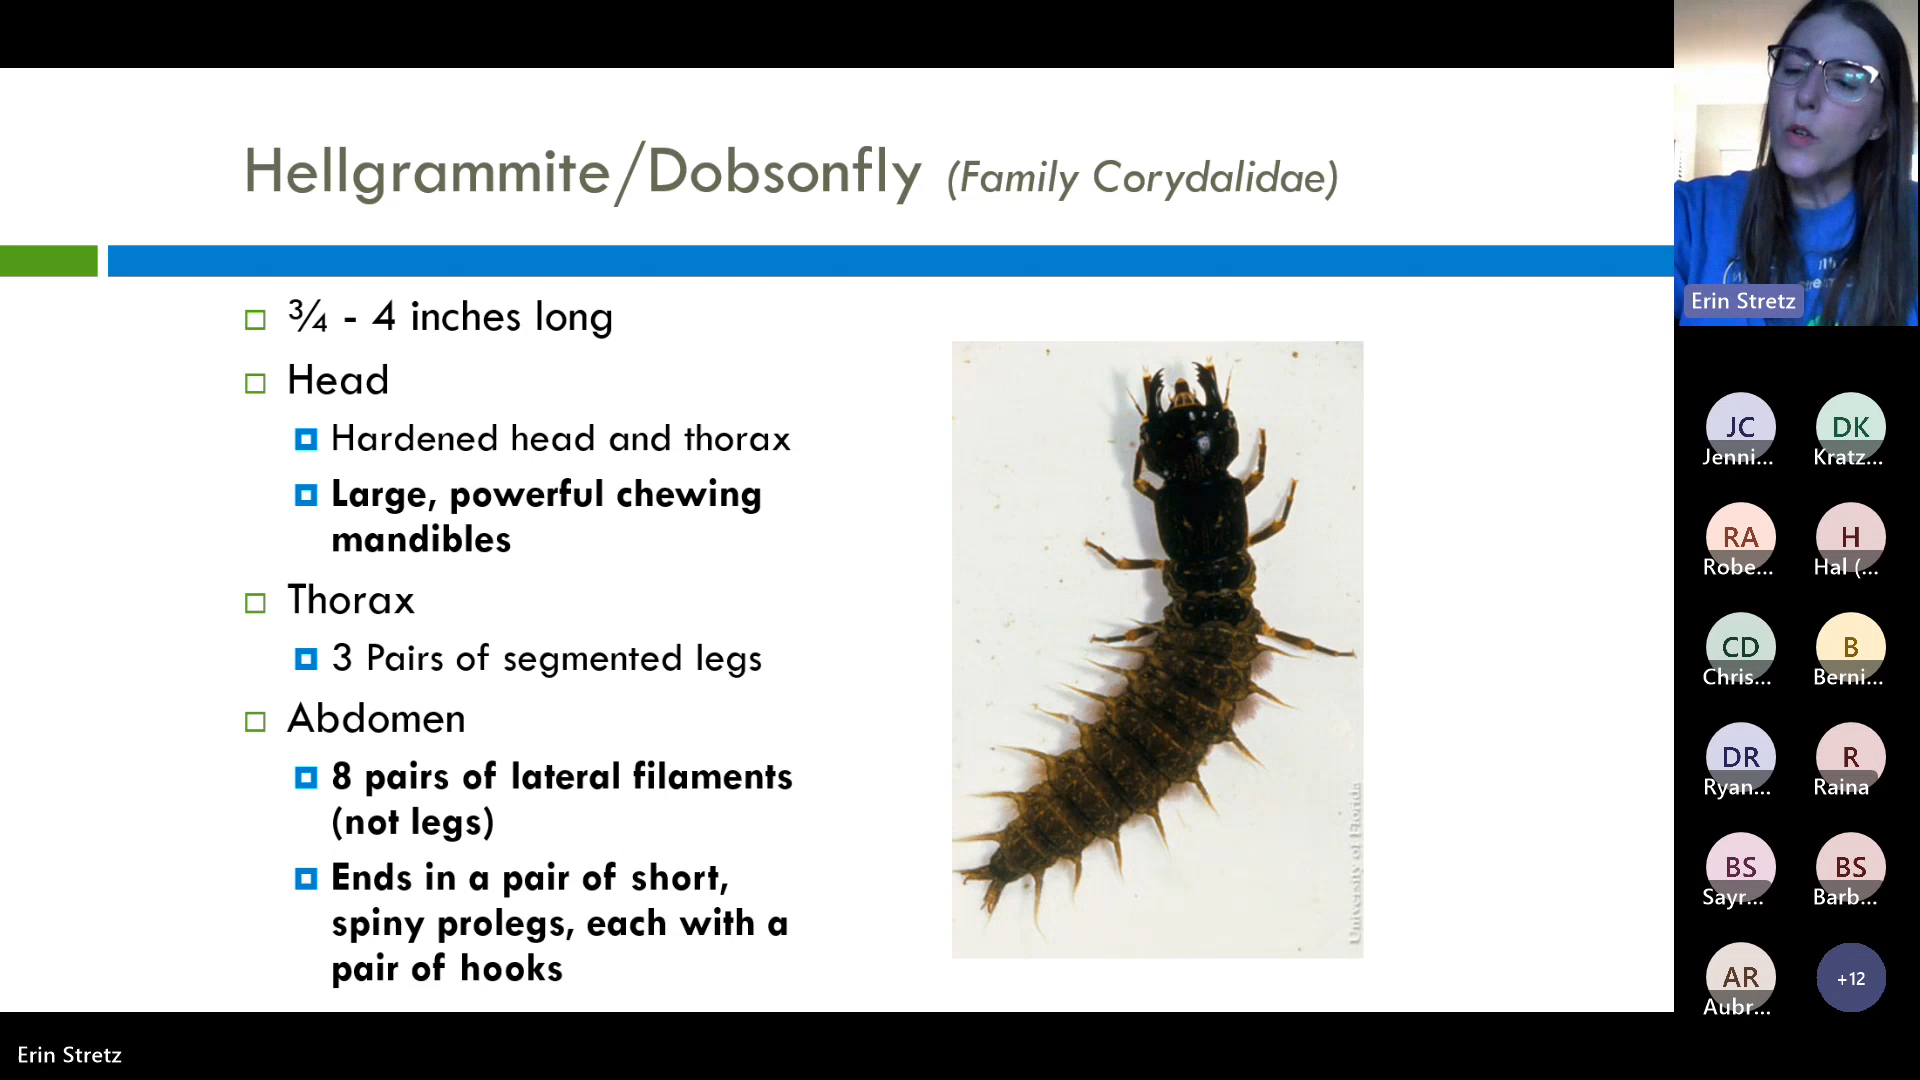 Hellgrammite/Dobsonfly (Family Corydalidae)
¾ - 4 inches long
Head
Hardened head and thorax
Large, powerful chewing
mandibles
Thorax
3 Pairs of segmented legs
Abdomen
8 pairs of lateral filaments
(not legs)
Ends in a pair of short,
spiny prolegs, each with a
pair of hooks
University of Florida
Erin Stretz
JC
Jenni...
DK
Kratz...
RA
Robe...
H
Hal (...
CD
Chris...
B
Berni...
DR
Ryan...
R
Raina
BS
Sayr...
BS
Barb...
AR
Aubr...
+12
Erin Stretz